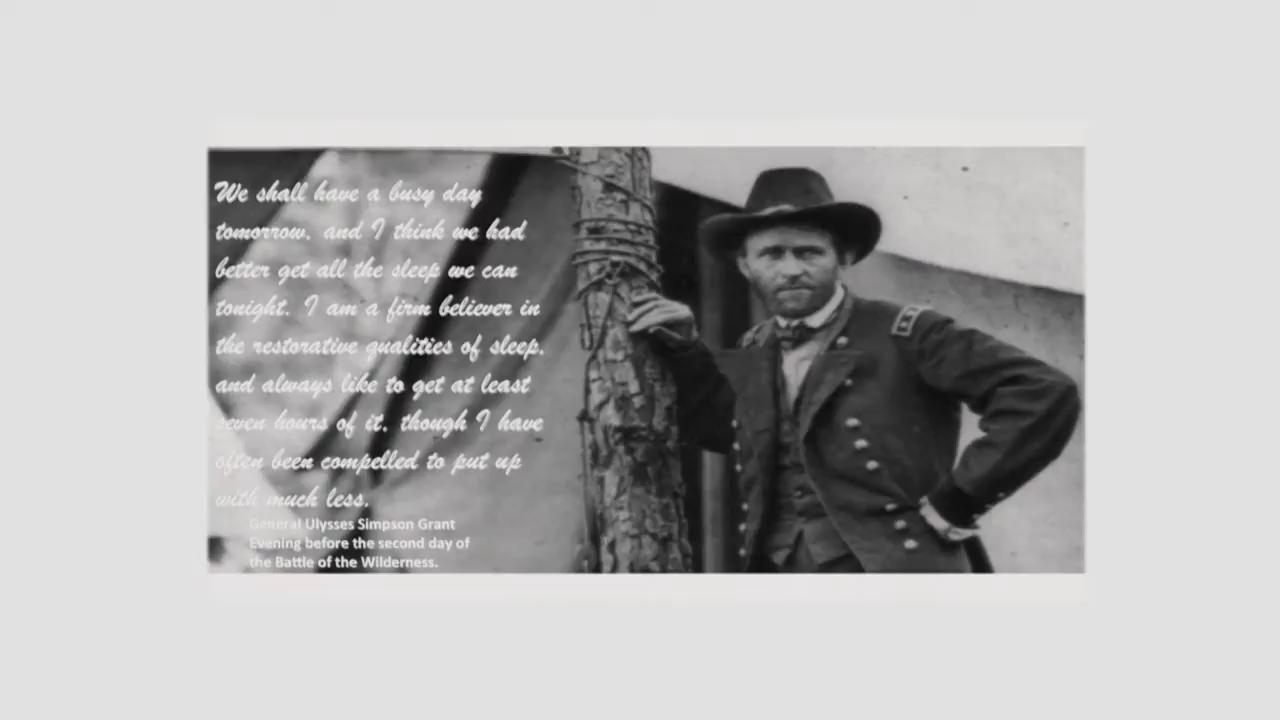 We shall have a busy day
tomorrow, and I think we had
better get all the sleep we can
tonight. I am a firm believer in
the restorative qualities of sleep,
and always like to get at least
seven hours of it, though I have
often been compelled to put up
with much less.
General Ulysses Simpson Grant
Evening before the second day of
the Battle of the Wilderness.